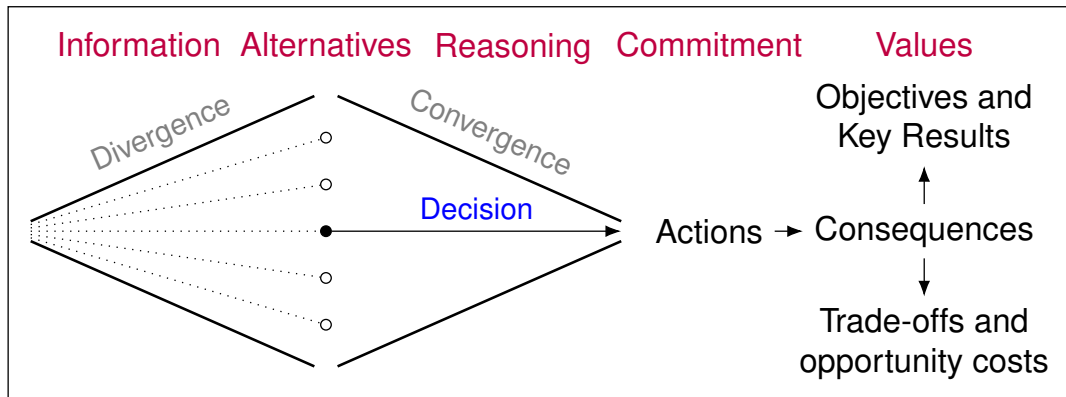 Information Alternatives Reasoning Commitment Values
Divergence
Convergence
Objectives and
Key Results
Decision
Actions
Consequences
Trade-offs and
opportunity costs